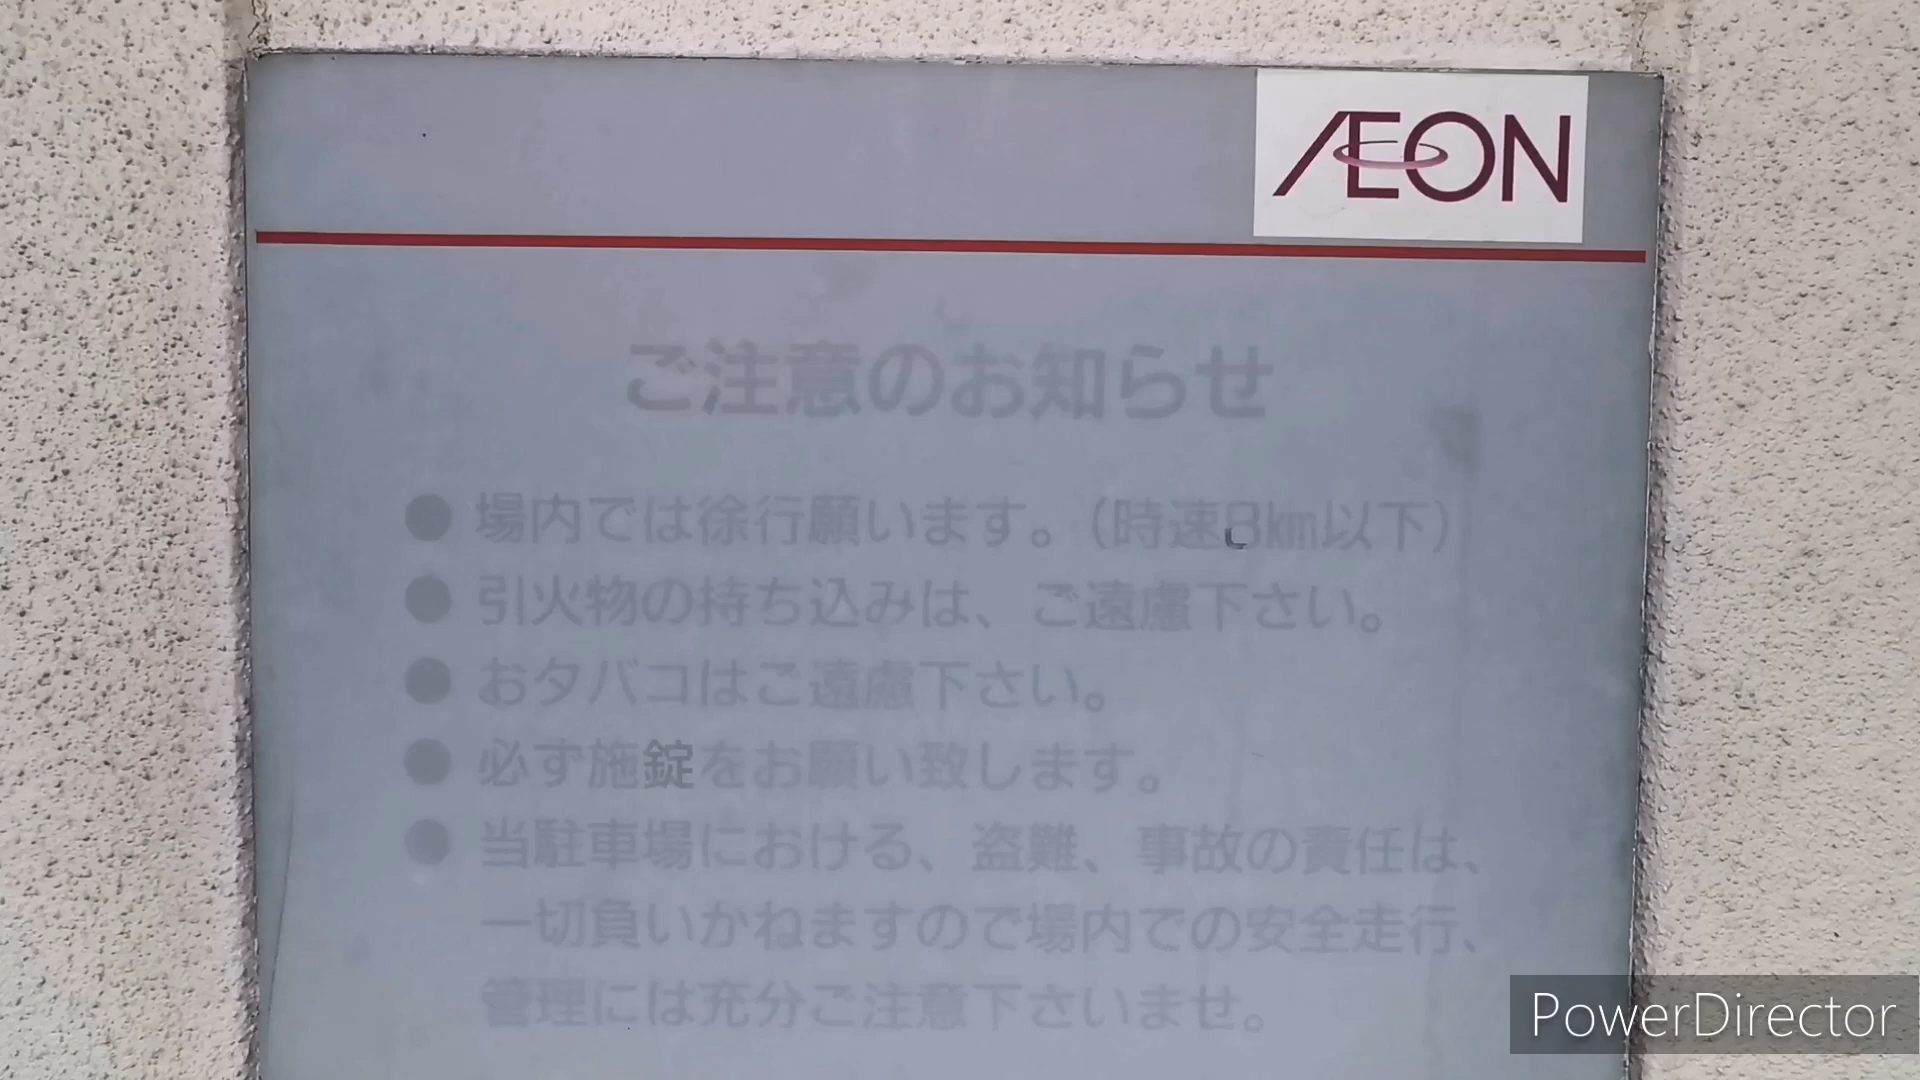 ÆON
ご注意のお知らせ
● 場内では徐行願います。(時速8km以下)
● 引火物の持ち込みは、ご遠慮下さい。
● おタバコはご遠慮下さい。
● 必ず施錠をお願い致します。
● 当駐車場における、盗難、事故の責任は、
一切負いかねますので場内での安全走行、
管理には充分ご注意下さいませ。
PowerDirector